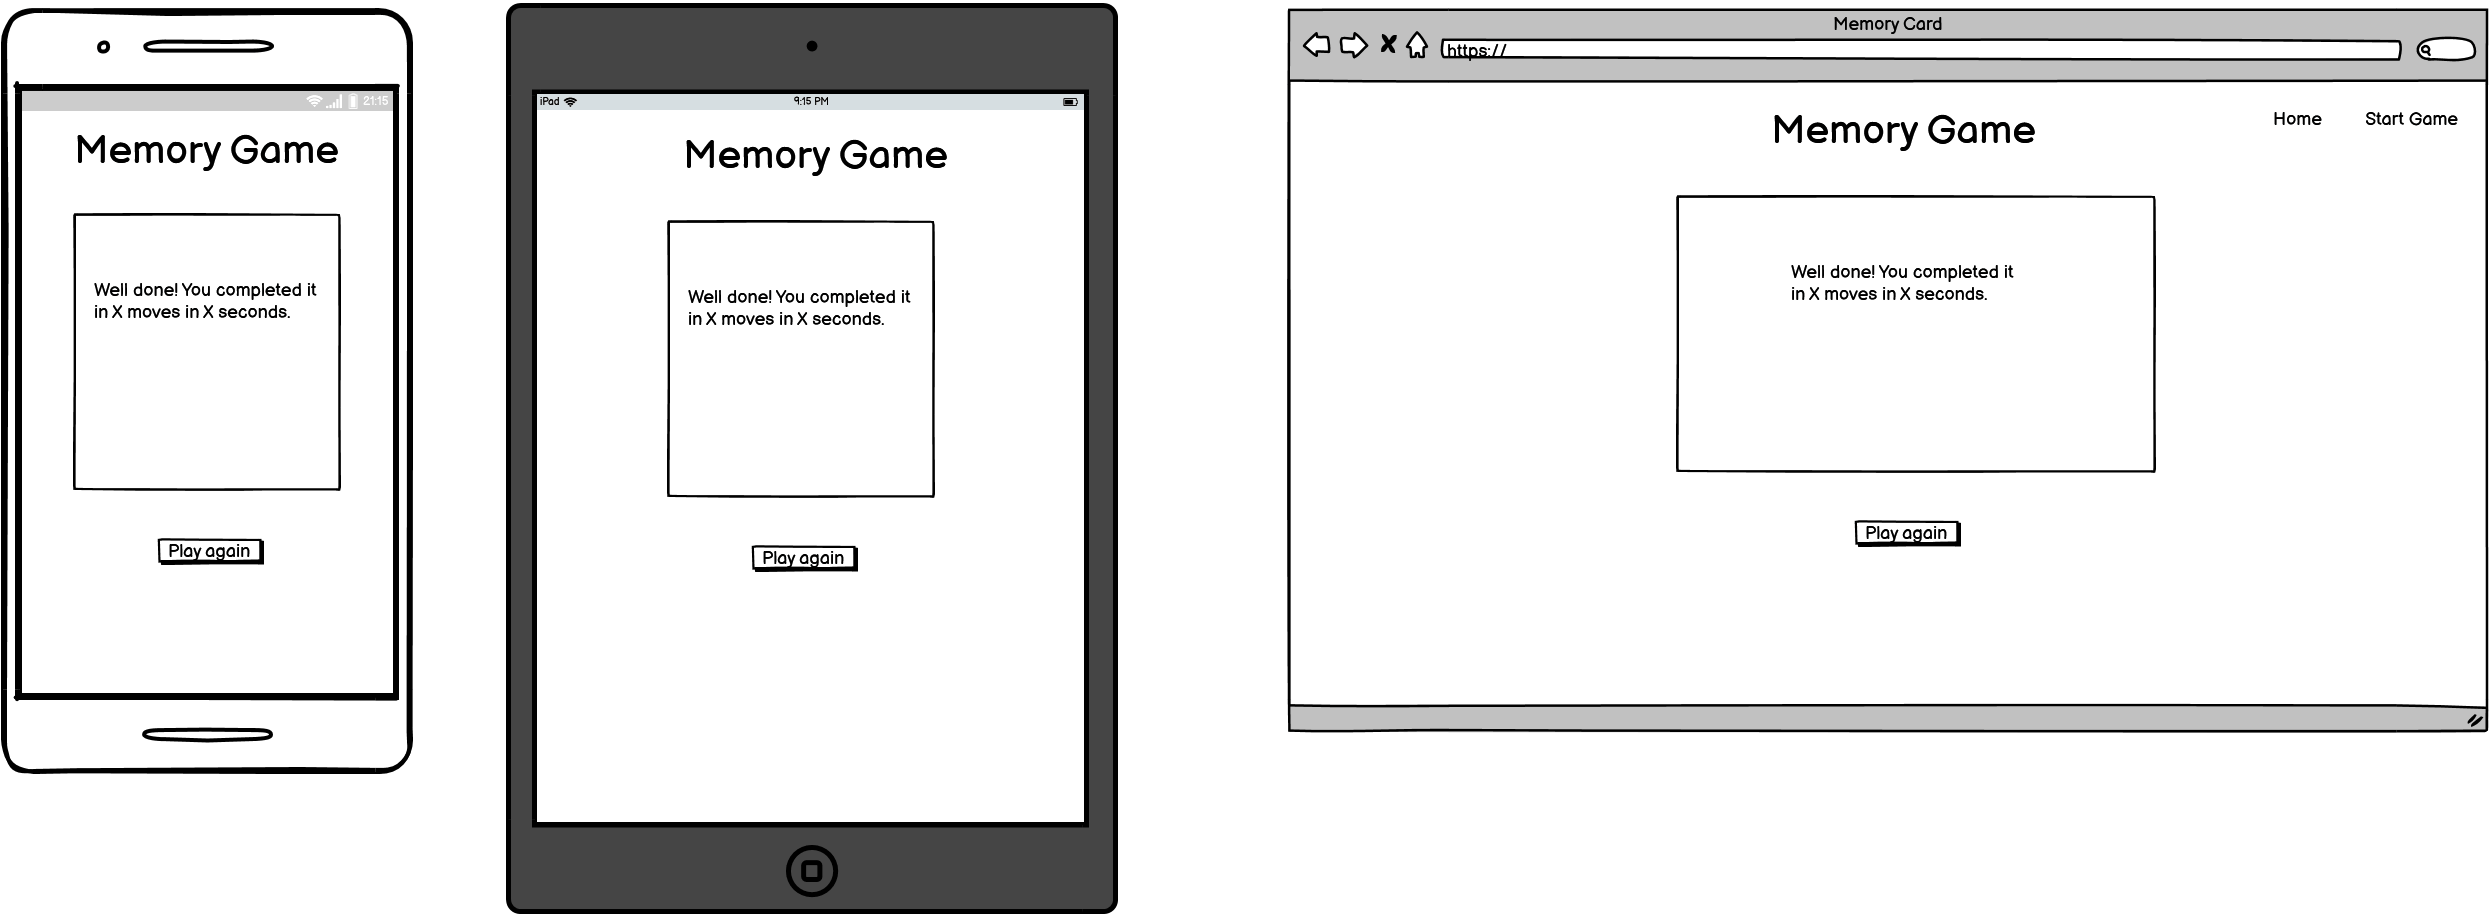 21:15
Memory Game
Well done! You completed it
in X moves in X seconds.
Play again
iPad
9:15 PM
Memory Game
Well done! You completed it
in X moves in X seconds.
Play again
Memory Card
https://
Memory Game
Home
Start Game
Well done! You completed it
in X moves in X seconds.
Play again